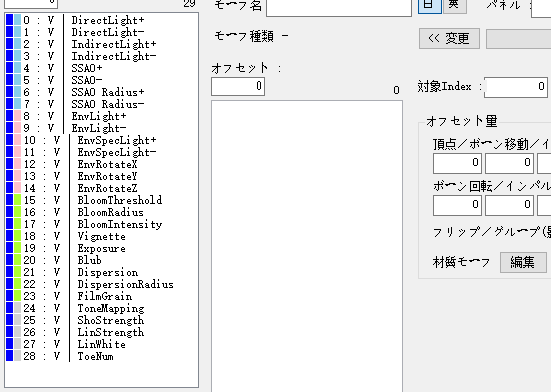 0 29
0 : V │ DirectLight+
1 : V │ DirectLight-
2 : V │ IndirectLight+
3 : V │ IndirectLight-
4 : V │ SSAO+
5 : V │ SSAO-
6 : V │ SSAO Radius+
7 : V │ SSAO Radius-
8 : V │ EnvLight+
9 : V │ EnvLight-
10 : V │ EnvSpecLight+
11 : V │ EnvSpecLight-
12 : V │ EnvRotateX
13 : V │ EnvRotateY
14 : V │ EnvRotateZ
15 : V │ BloomThreshold
16 : V │ BloomRadius
17 : V │ BloomIntensity
18 : V │ Vignette
19 : V │ Exposure
20 : V │ Blub
21 : V │ Dispersion
22 : V │ DispersionRadius
23 : V │ FilmGrain
24 : V │ ToneMapping
25 : V │ ShoStrength
26 : V │ LinStrength
27 : V │ LinWhite
28 : V │ ToeNum
モーフ名 日 英 パネル :
モーフ種類 -
<< 変更
オフセット :
0
0
対象Index : 0
オフセット量
頂点/ボーン移動/イ
0 0
ボーン回転/インパル
0 0
フリップ/グループ(
材質モーフ 編集